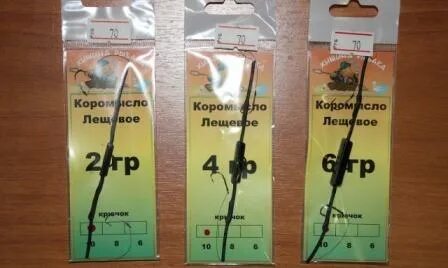 70
Коромысло
Лещевое
2 гр
крючок
10 8 6
70
Коромысло
Лещевое
4 гр
крючок
10 8 6
70
Коромысло
Лещевое
6 гр
крючок
10 8 6